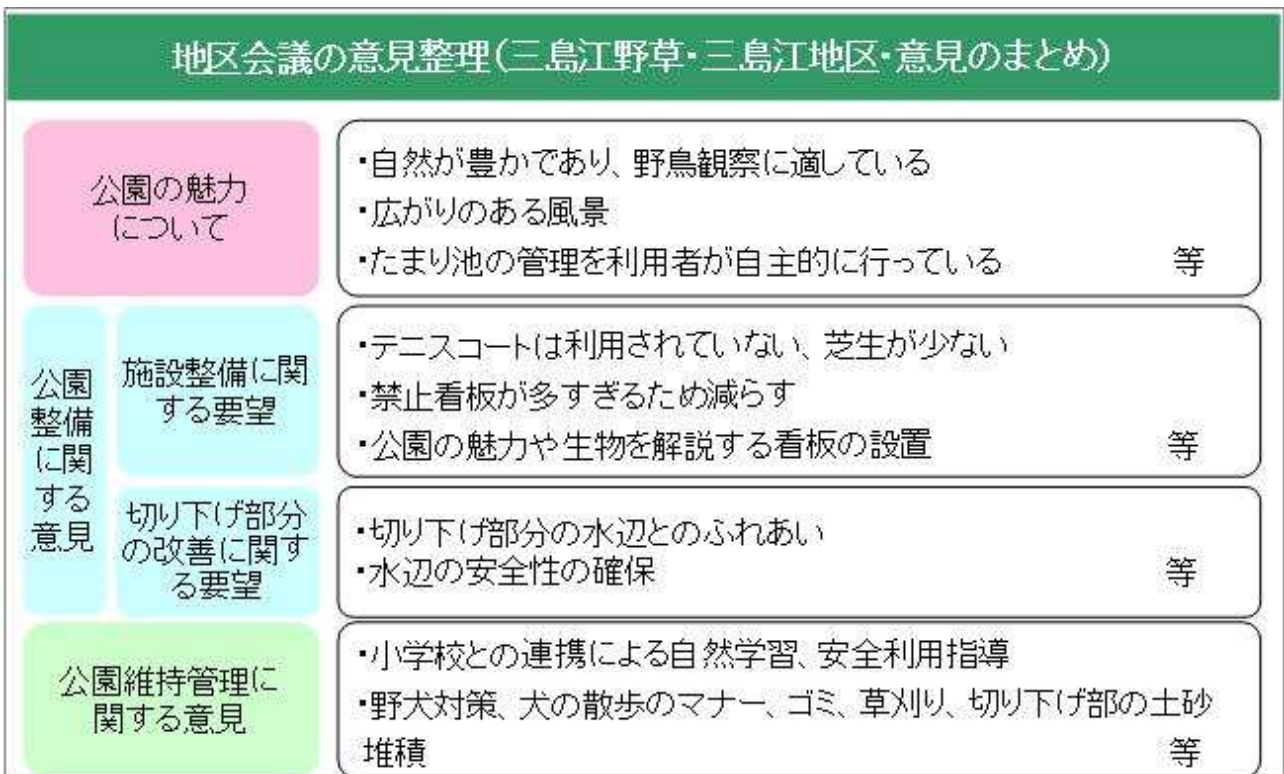 地区会議の意見整理(三島江野草・三島江地区・意見のまとめ)
公園の魅力
について
・自然が豊かであり、野鳥観察に適している
・広がりのある風景
・たまり池の管理を利用者が自主的に行っている 等
公園
整備
に関
する
意見
施設整備に関
する要望
・テニスコートは利用されていない、芝生が少ない
・禁止看板が多すぎるため減らす
・公園の魅力や生物を解説する看板の設置 等
切り下げ部分
の改善に関す
る要望
・切り下げ部分の水辺とのふれあい
・水辺の安全性の確保 等
公園維持管理に
関する意見
・小学校との連携による自然学習、安全利用指導
・野犬対策、犬の散歩のマナー、ゴミ、草刈り、切り下げ部の土砂
堆積 等